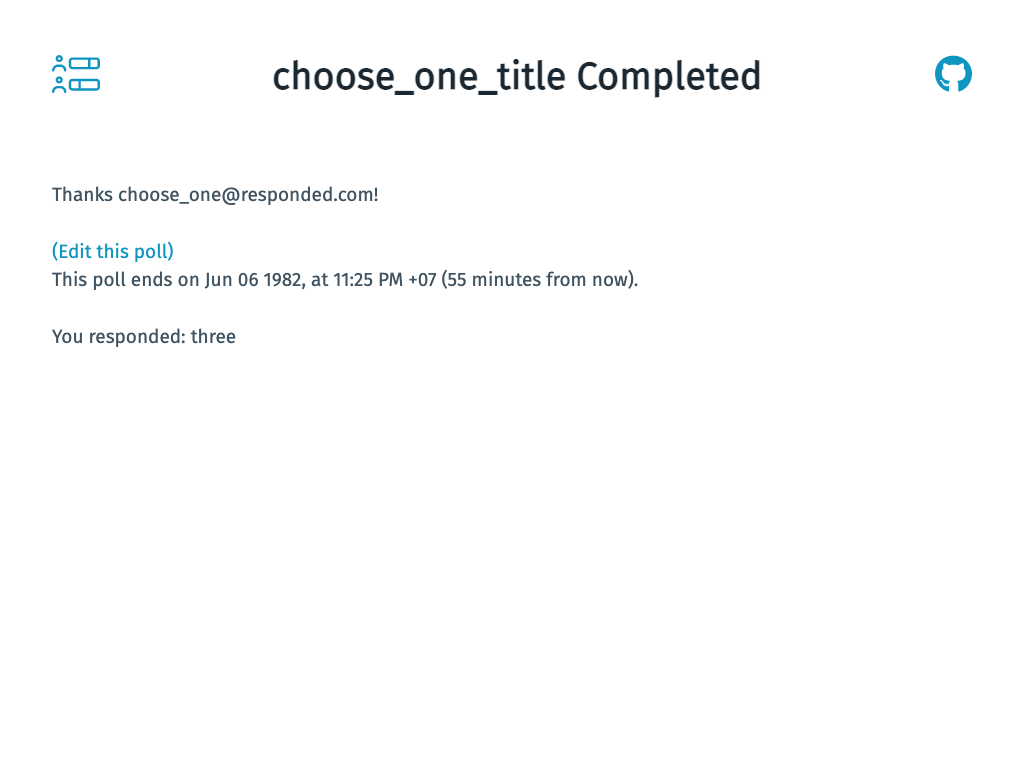 choose_one_title Completed
Thanks choose_one@responded.com!
(Edit this poll)
This poll ends on Jun 06 1982, at 11:25 PM +07 (55 minutes from now).
You responded: three